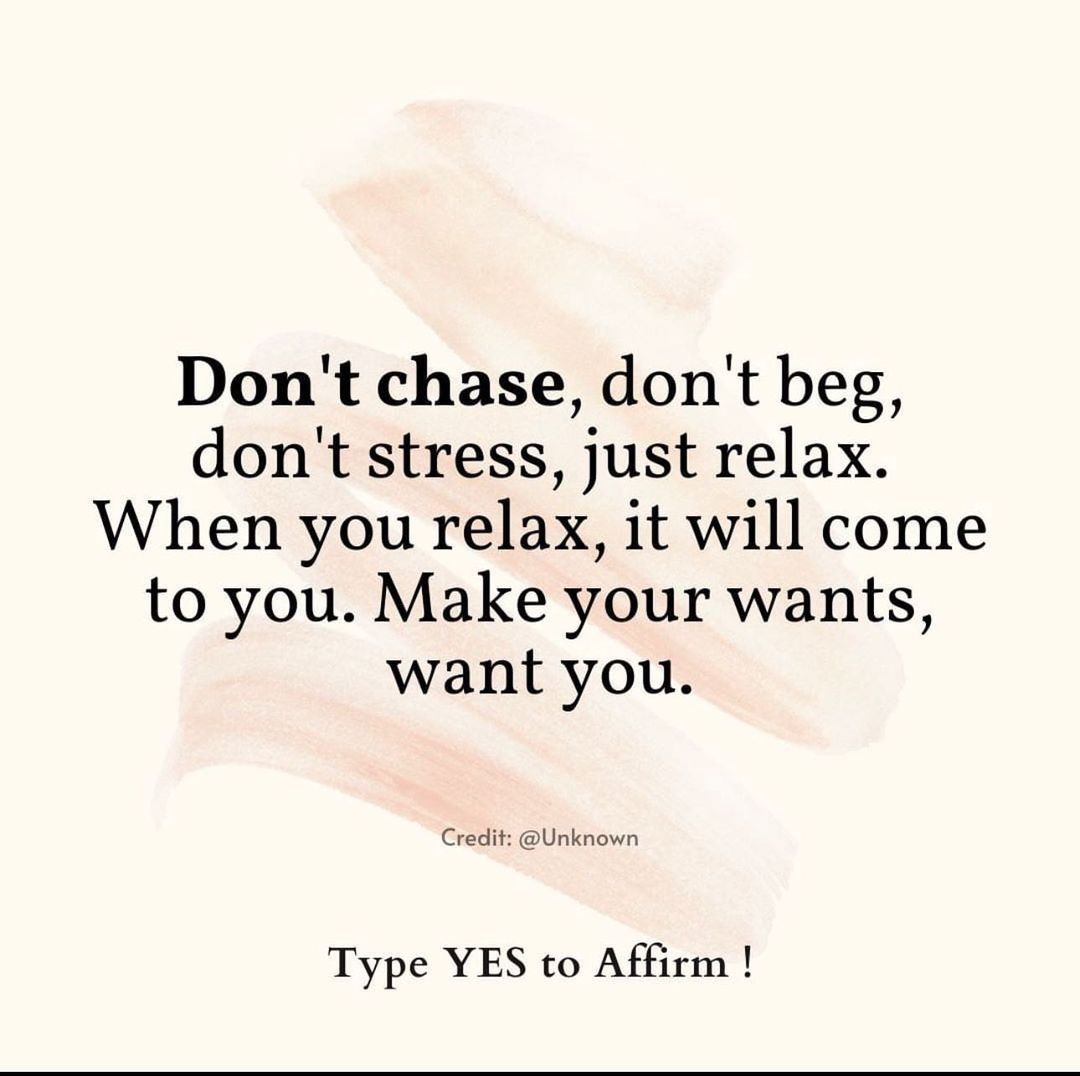 Don't chase, don't beg,
don't stress, just relax.
When you relax, it will come
to you. Make your wants,
want you.
Credit: @Unknown
Type YES to Affirm !